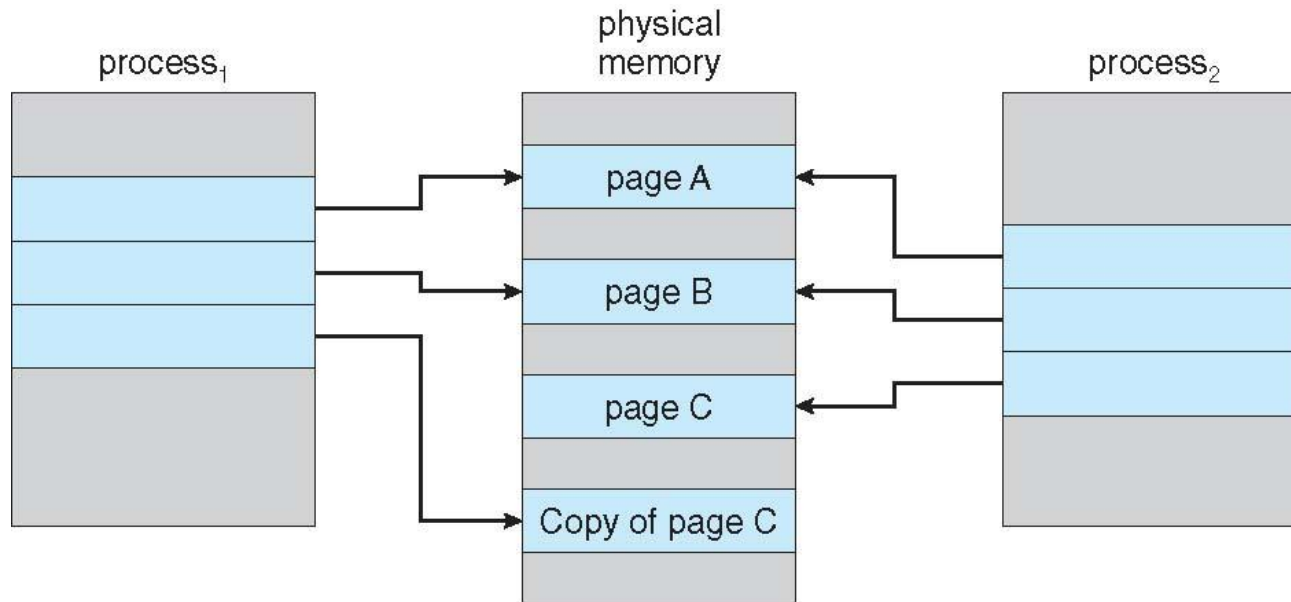 process₁
physical
memory
process₂
page A
page B
page C
Copy of page C